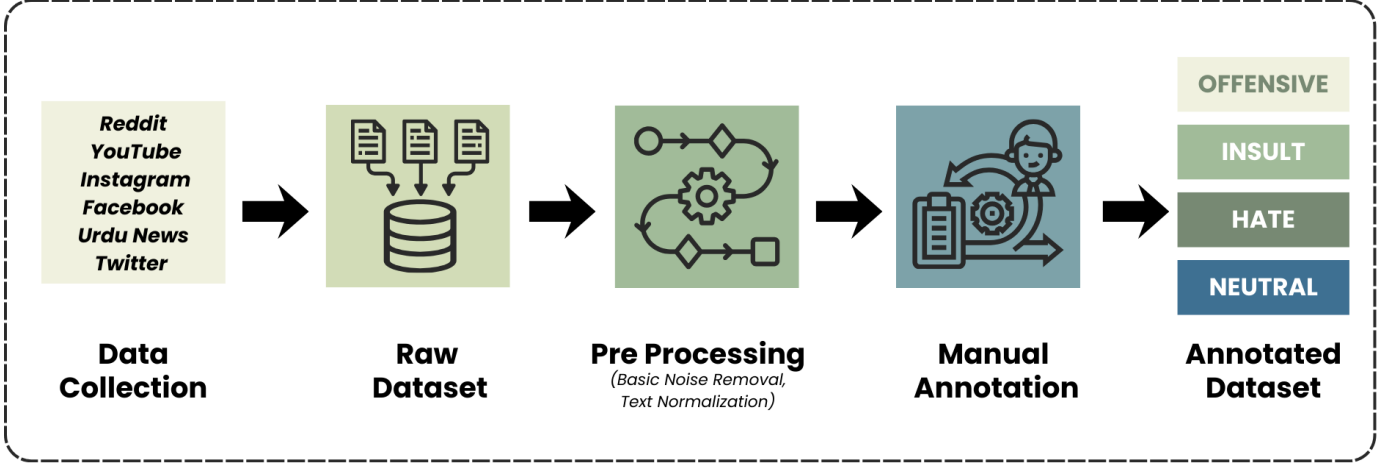 Reddit
YouTube
Instagram
Facebook
Urdu News
Twitter
Data
Collection
Raw
Dataset
Pre Processing
(Basic Noise Removal,
Text Normalization)
Manual
Annotation
OFFENSIVE
INSULT
HATE
NEUTRAL
Annotated
Dataset